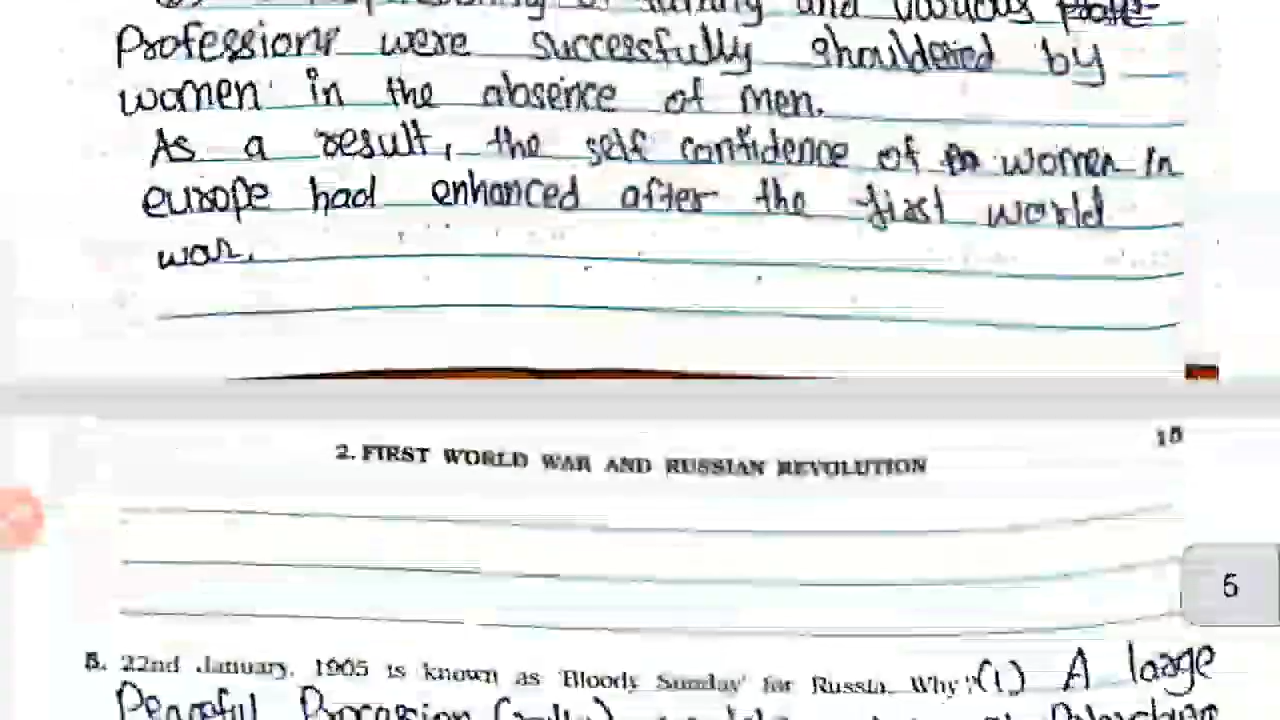 and various
Professions were successfully shouldered by
women in the absence of men.
As a result, the self confidence of women in
europe had enhanced after the first world
war.
15
2. FIRST WORLD WAR AND RUSSIAN REVOLUTION
5
5. 22nd January, 1905 is known as 'Bloody Sunday' for Russia. Why? (1) A large
Peaceful Procession